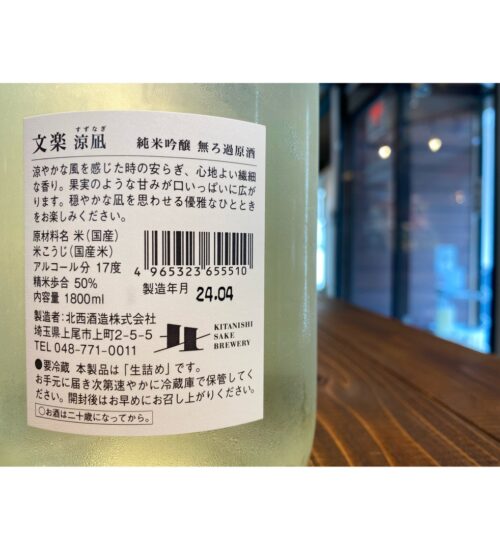 すずなぎ
文楽 涼凪 純米吟醸 無ろ過原酒
涼やかな風を感じた時の安らぎ、心地よい繊細
な香り。果実のような甘みが口いっぱいに広が
ります。穏やかな凪を思わせる優雅なひととき
をお楽しみください。
原材料名 米(国産)
米こうじ(国産米)
アルコール分 17度
精米歩合 50%
内容量 1800ml
4 965323 655510
製造年月 24.04
製造者:北西酒造株式会社
埼玉県上尾市上町2-5-5
TEL 048-771-0011
KITANISHI
SAKE
BREWERY
●要冷蔵 本製品は「生詰め」です。
お手元に届き次第速やかに冷蔵庫で保管してく
ださい。開封後はお早めにお召し上がりください。
○お酒は二十歳になってから。